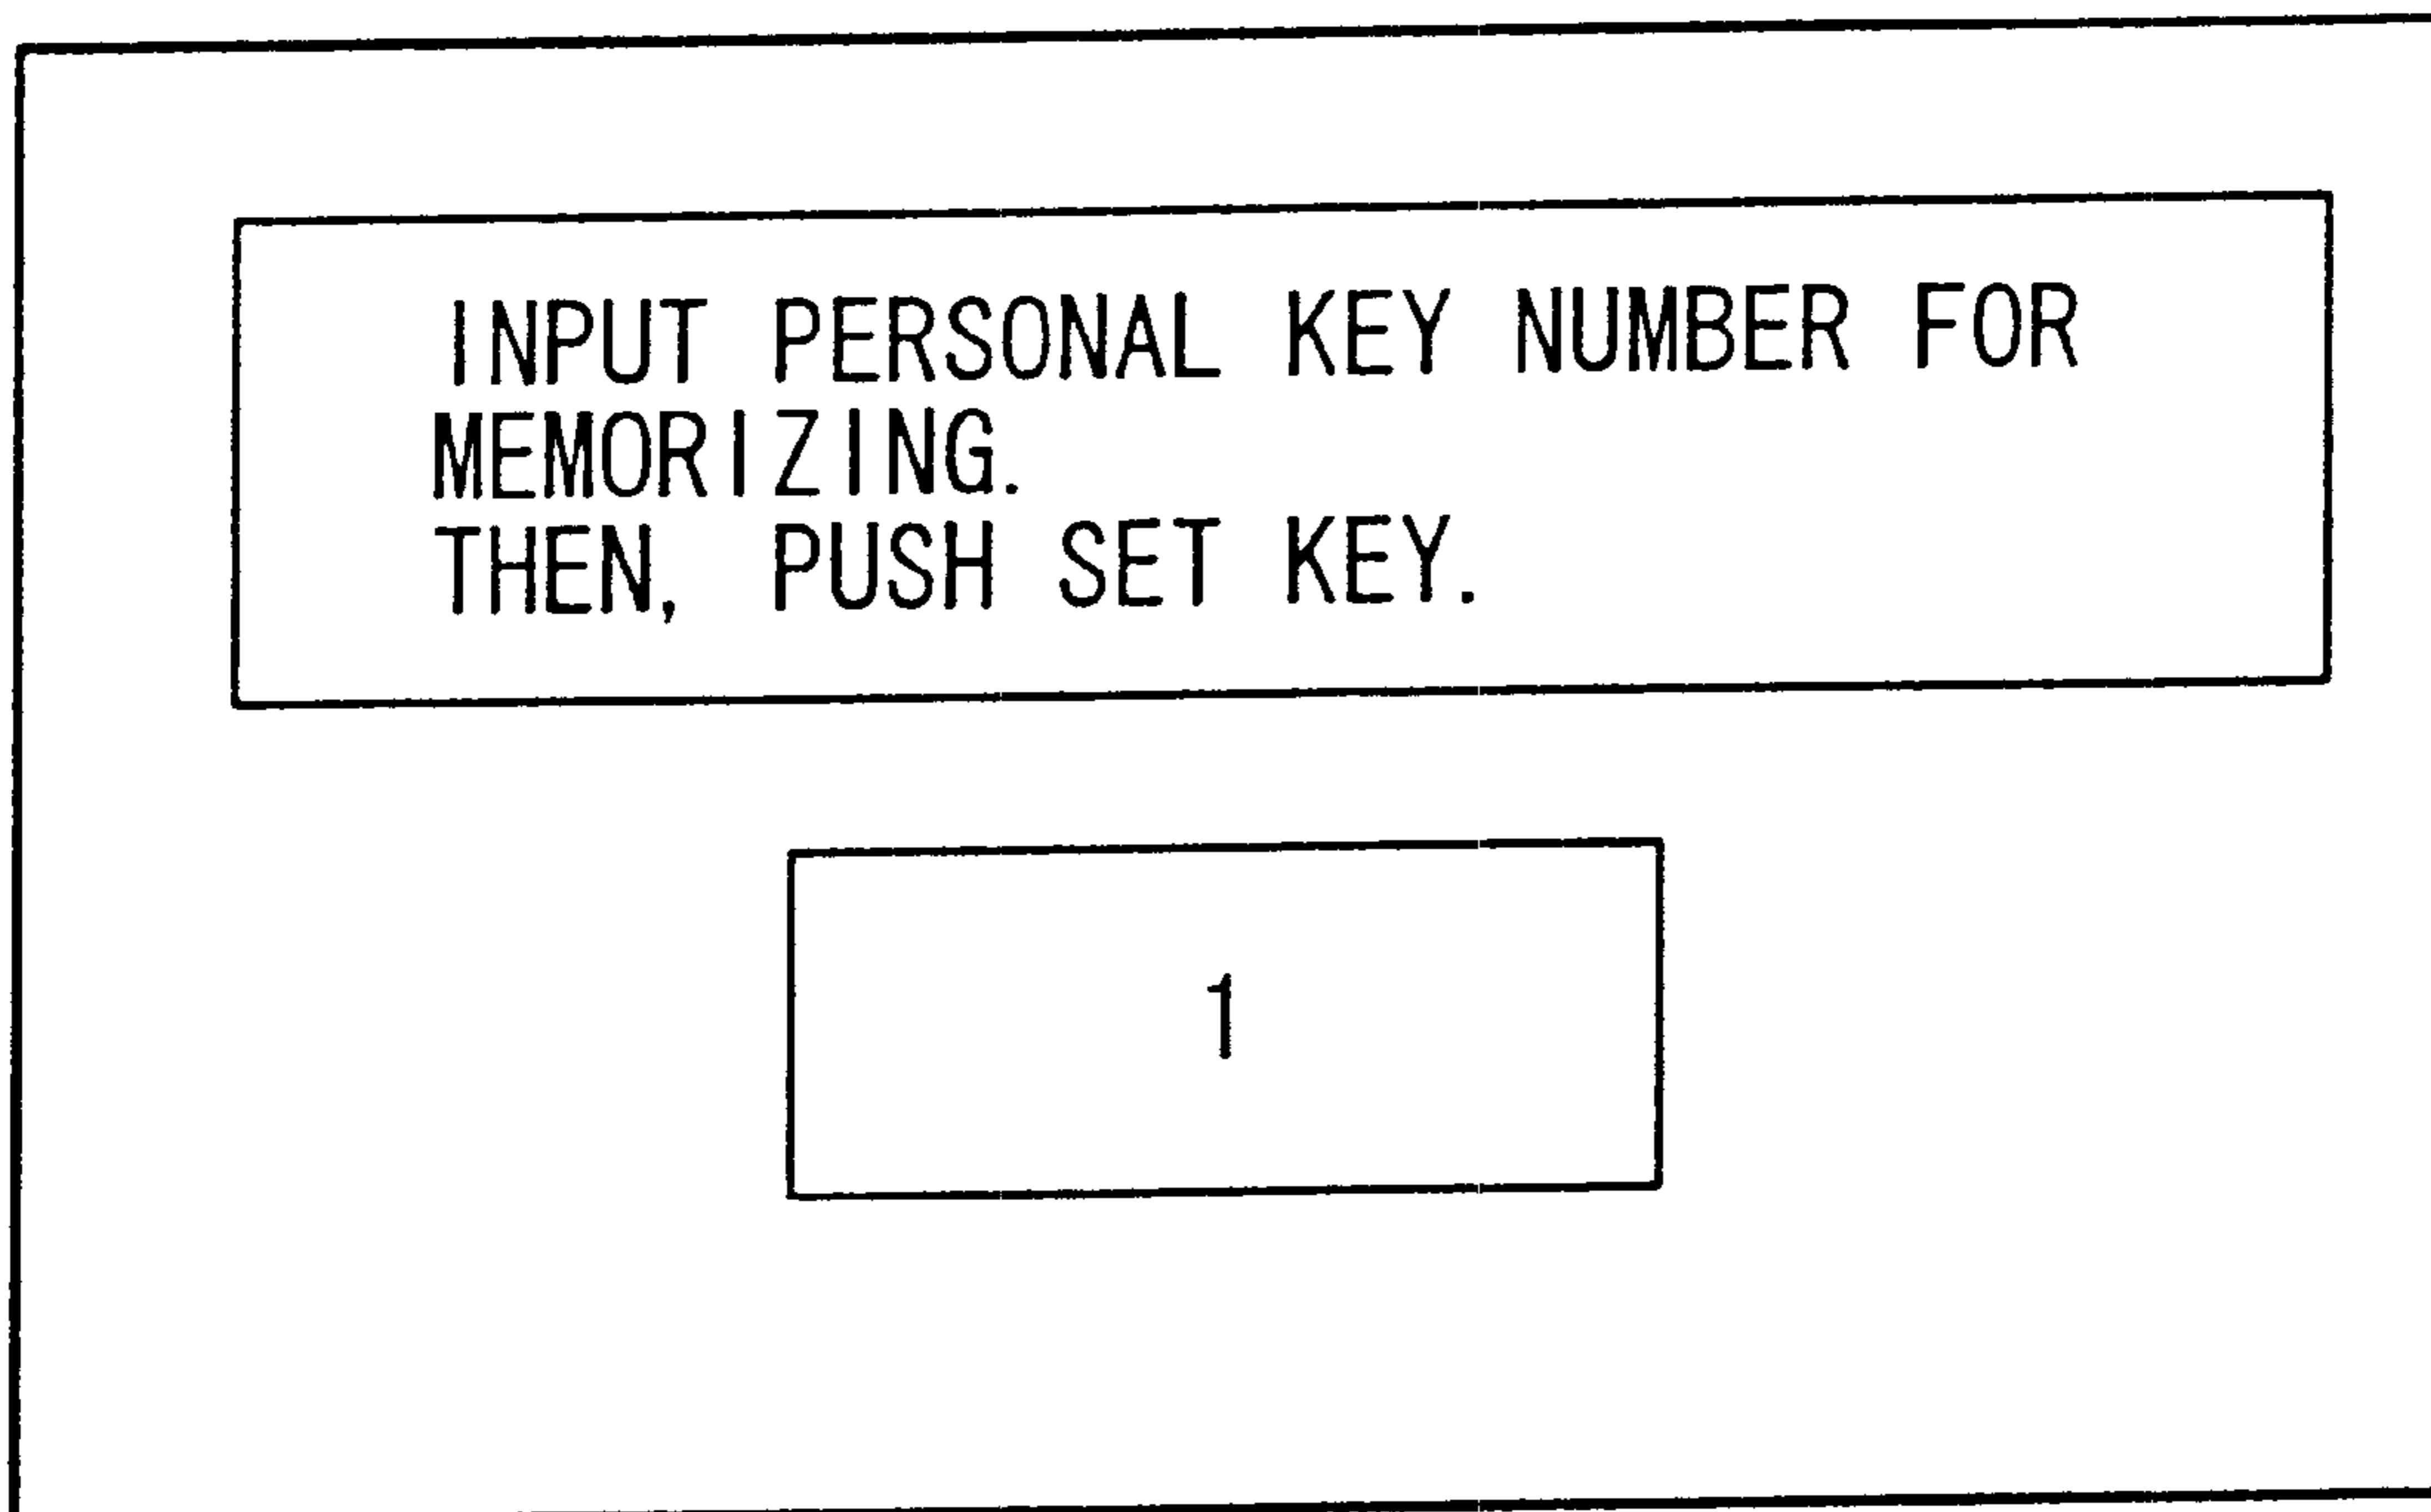 INPUT PERSONAL KEY NUMBER FOR
MEMORIZING.
THEN, PUSH SET KEY.
1